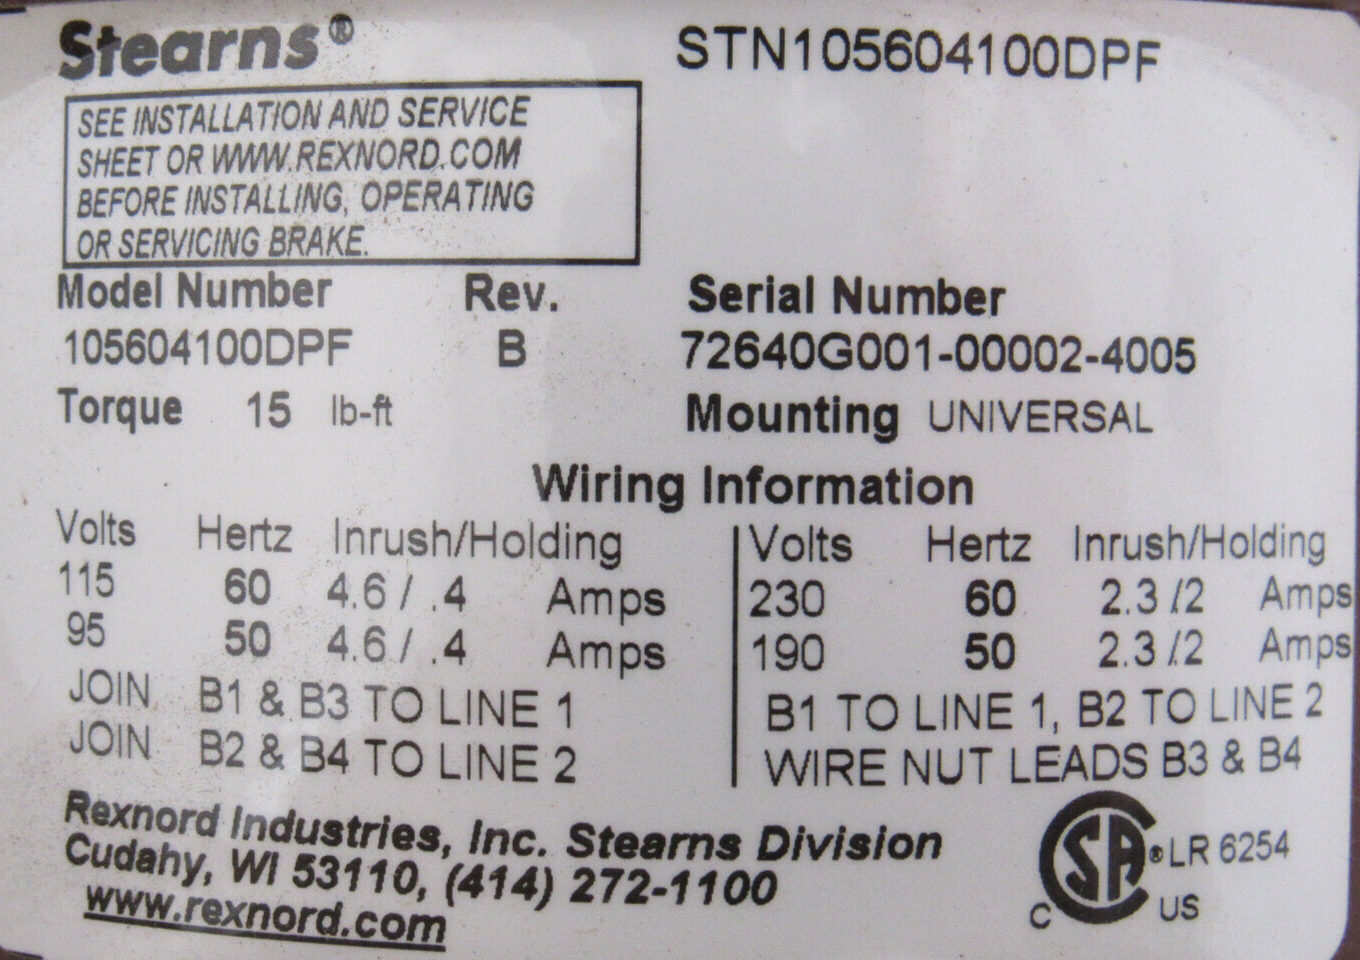 Stearns®
STN105604100DPF
SEE INSTALLATION AND SERVICE
SHEET OR WWW.REXNORD.COM
BEFORE INSTALLING, OPERATING
OR SERVICING BRAKE.
Model Number Rev. Serial Number
105604100DPF B 72640G001-00002-4005
Torque 15 lb-ft Mounting UNIVERSAL
Wiring Information
Volts Hertz Inrush/Holding
115 60 4.6 / .4 Amps
95 50 4.6 / .4 Amps
JOIN B1 & B3 TO LINE 1
JOIN B2 & B4 TO LINE 2
Volts Hertz Inrush/Holding
230 60 2.3 /2 Amps
190 50 2.3 /.2 Amps
B1 TO LINE 1, B2 TO LINE 2
WIRE NUT LEADS B3 & B4
Rexnord Industries, Inc. Stearns Division
Cudahy, WI 53110, (414) 272-1100
www.rexnord.com
CSA® LR 6254
C US